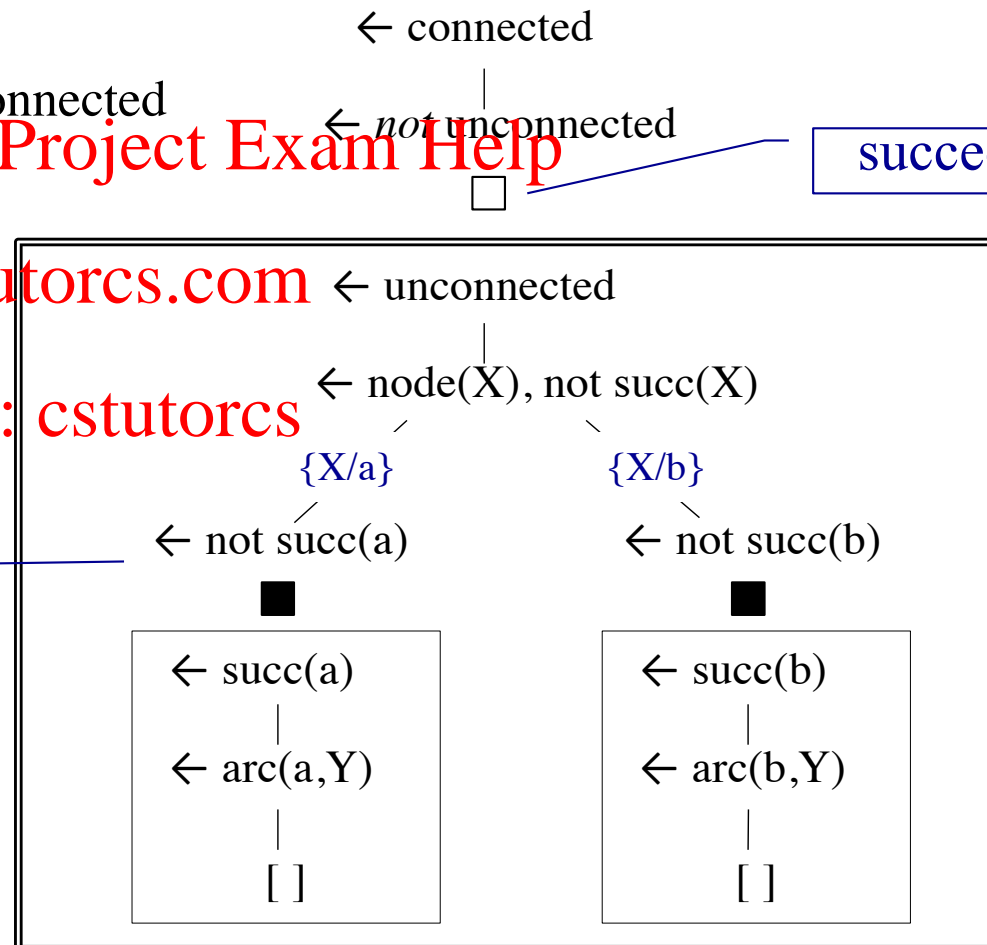 ← connected
onnected
← not unconnected
Project Exam Help
succe
utorcs.com
← unconnected
← node(X), not succ(X)
: cstutorcs
{X/a} {X/b}
← not succ(a) ← not succ(b)
← succ(a) ← succ(b)
← arc(a,Y) ← arc(b,Y)
[ ] [ ]